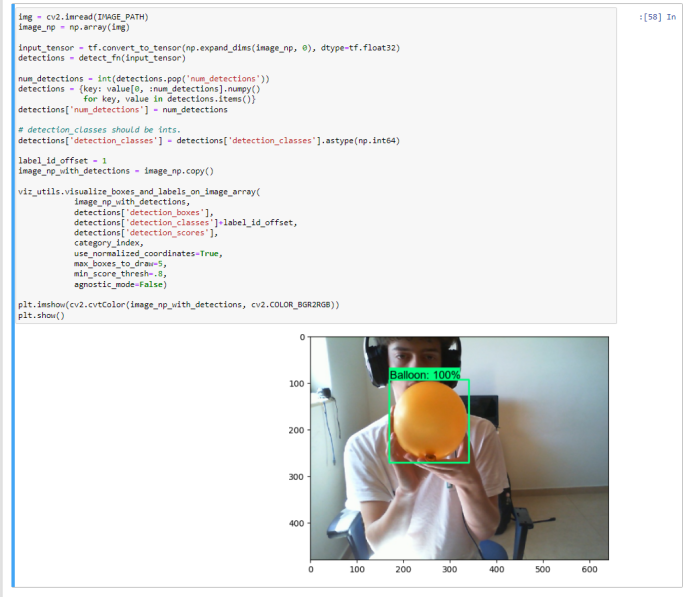 img = cv2.imread(IMAGE_PATH)
image_np = np.array(img)
input_tensor = tf.convert_to_tensor(np.expand_dims(image_np, 0), dtype=tf.float32)
detections = detect_fn(input_tensor)
num_detections = int(detections.pop('num_detections'))
detections = {key: value[0, :num_detections].numpy()
for key, value in detections.items()}
detections['num_detections'] = num_detections
# detection_classes should be ints.
detections['detection_classes'] = detections['detection_classes'].astype(np.int64)
label_id_offset = 1
image_np_with_detections = image_np.copy()
viz_utils.visualize_boxes_and_labels_on_image_array(
image_np_with_detections,
detections['detection_boxes'],
detections['detection_classes']+label_id_offset,
detections['detection_scores'],
category_index,
use_normalized_coordinates=True,
max_boxes_to_draw=5,
min_score_thresh=.8,
agnostic_mode=False)
plt.imshow(cv2.cvtColor(image_np_with_detections, cv2.COLOR_BGR2RGB))
plt.show()
:[58] In
Balloon: 100%
0
100
200
300
400
0 100 200 300 400 500 600